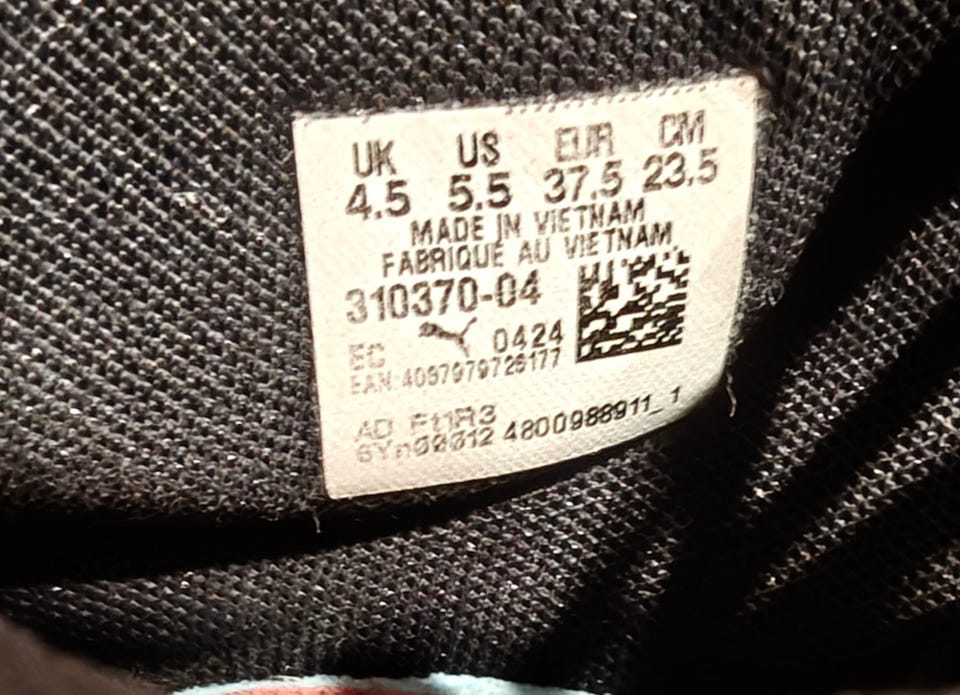 UK US EUR CM
4.5 5.5 37.5 23.5
MADE IN VIETNAM
FABRIQUE AU VIETNAM
310370-04
EC 0424
EAN:4067979726177
4800988911_1